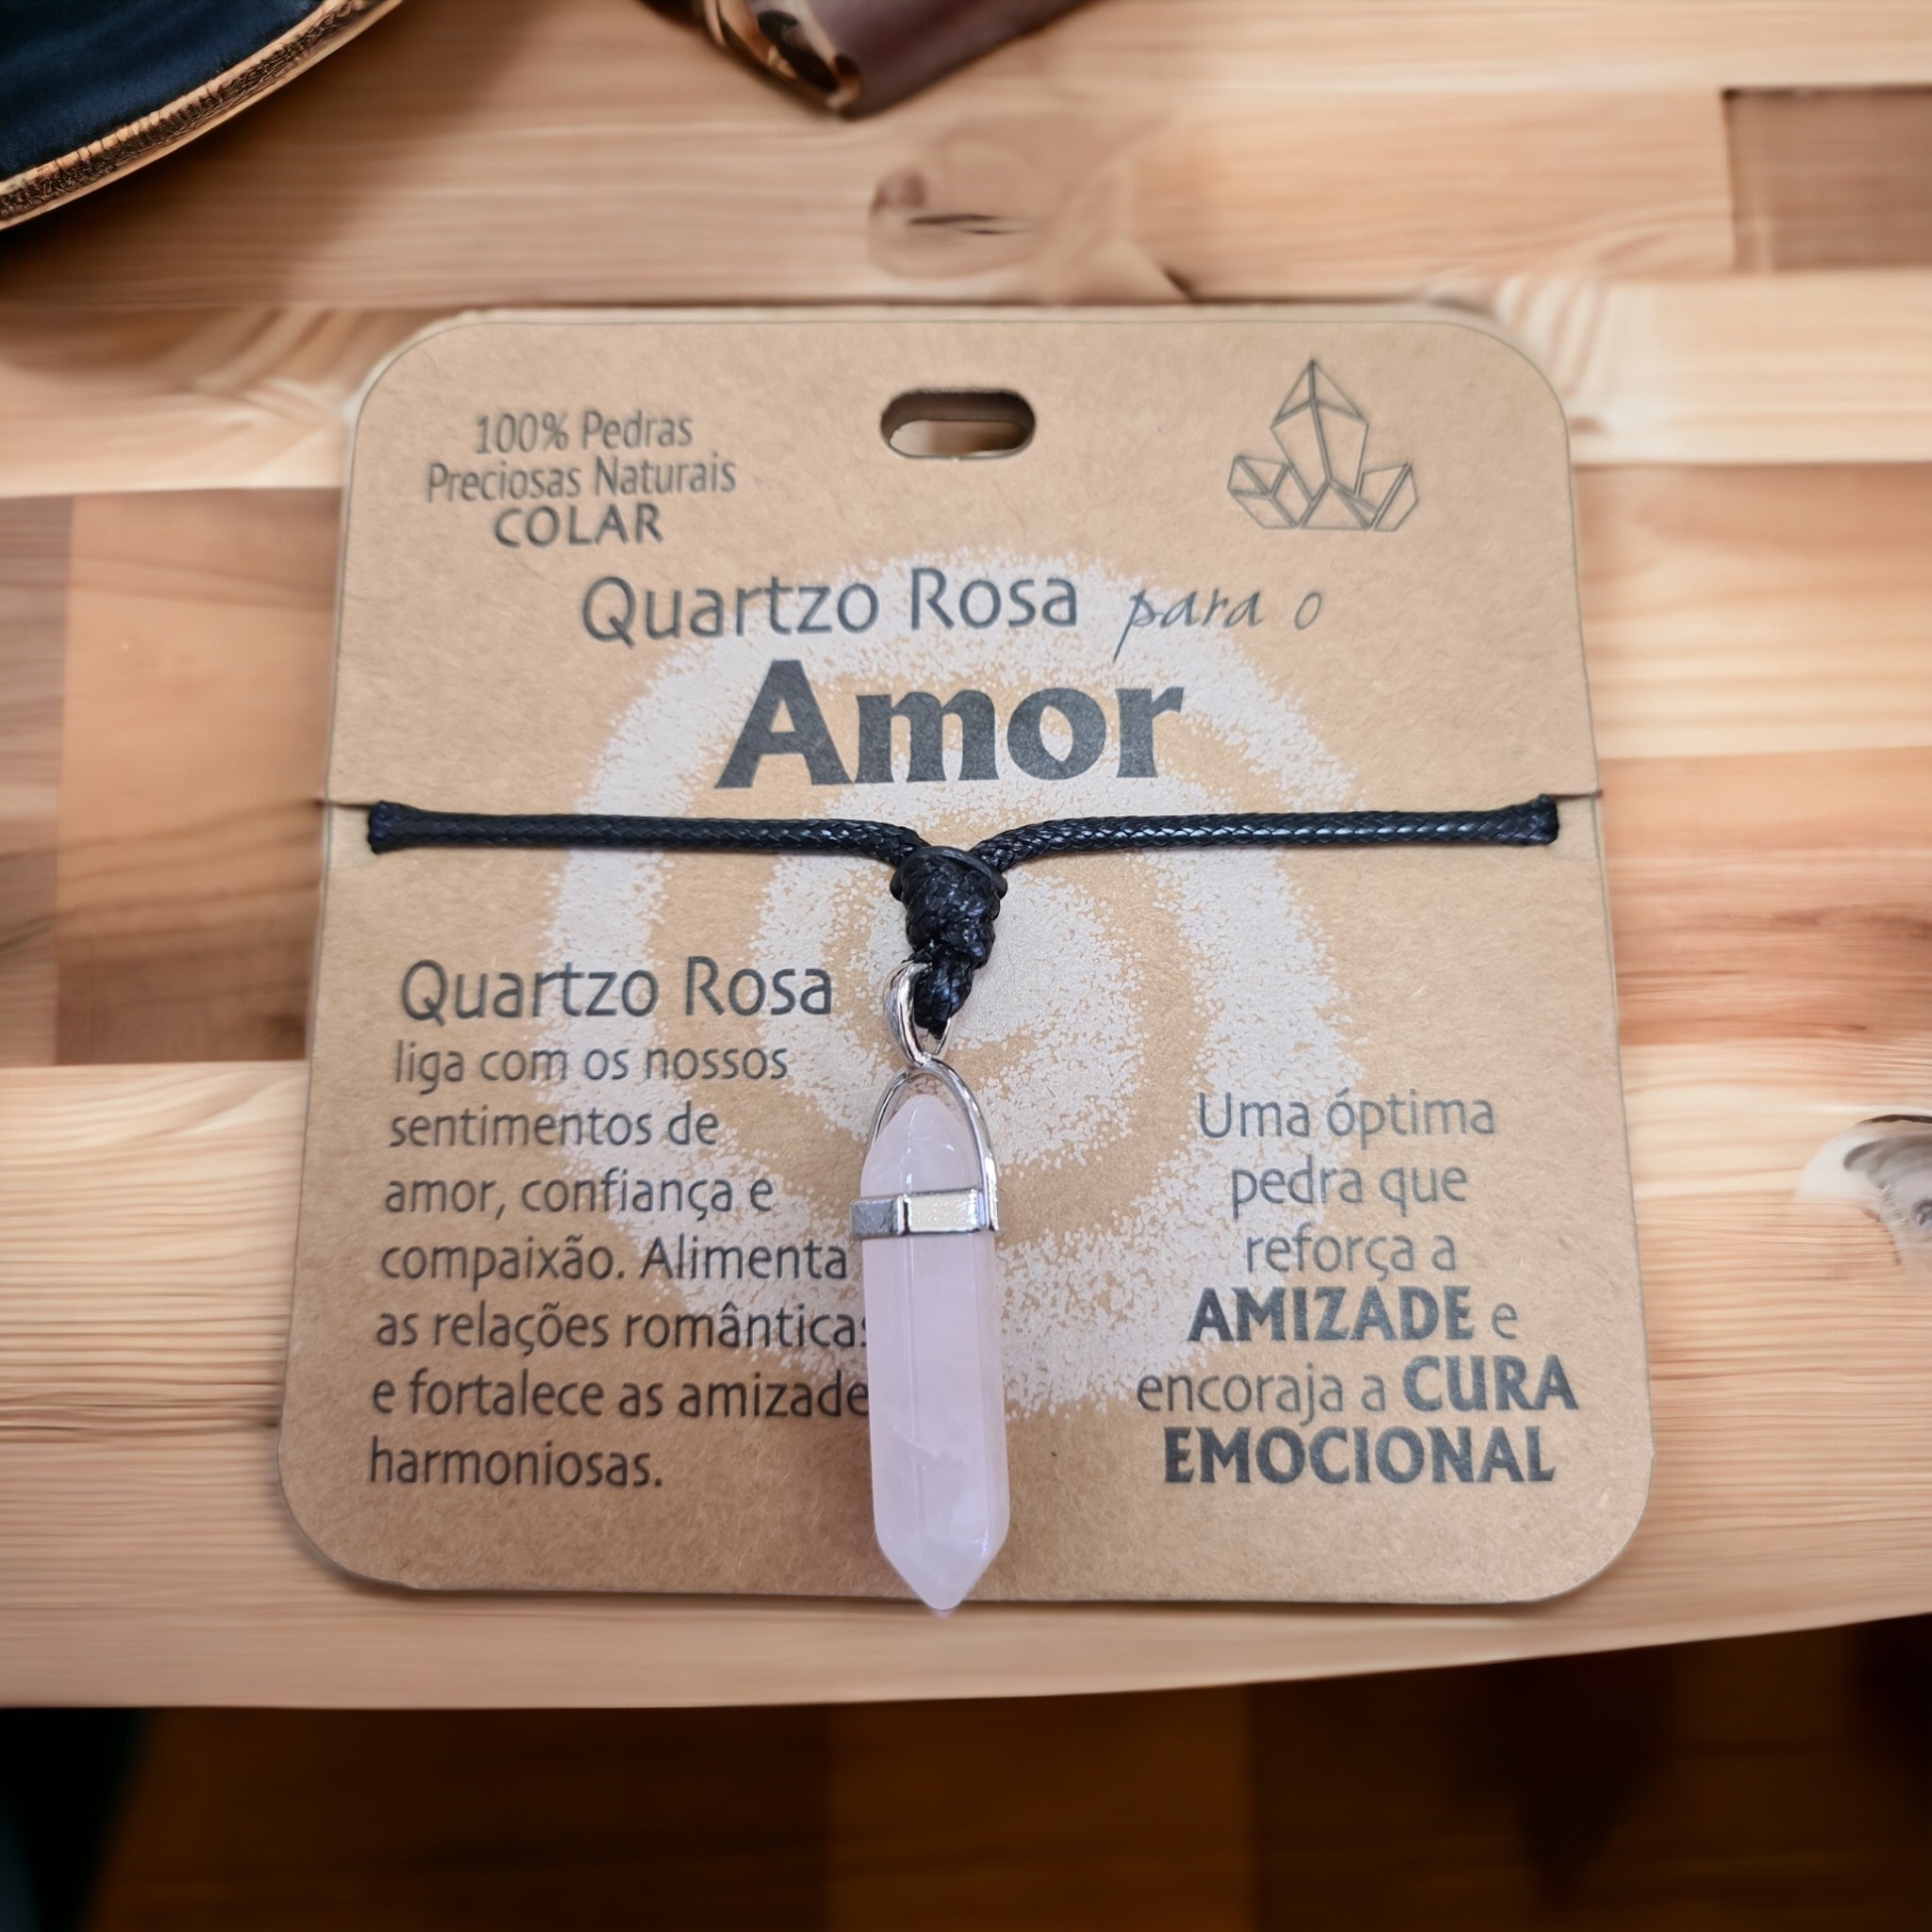 100% Pedras
Preciosas Naturais
COLAR
Quartzo Rosa para o
Amor
Quartzo Rosa
liga com os nossos
sentimentos de
amor, confiança e
compaixão. Alimenta
as relações românticas
e fortalece as amizade
harmoniosas.
Uma óptima
pedra que
reforça a
AMIZADE e
encoraja a CURA
EMOCIONAL